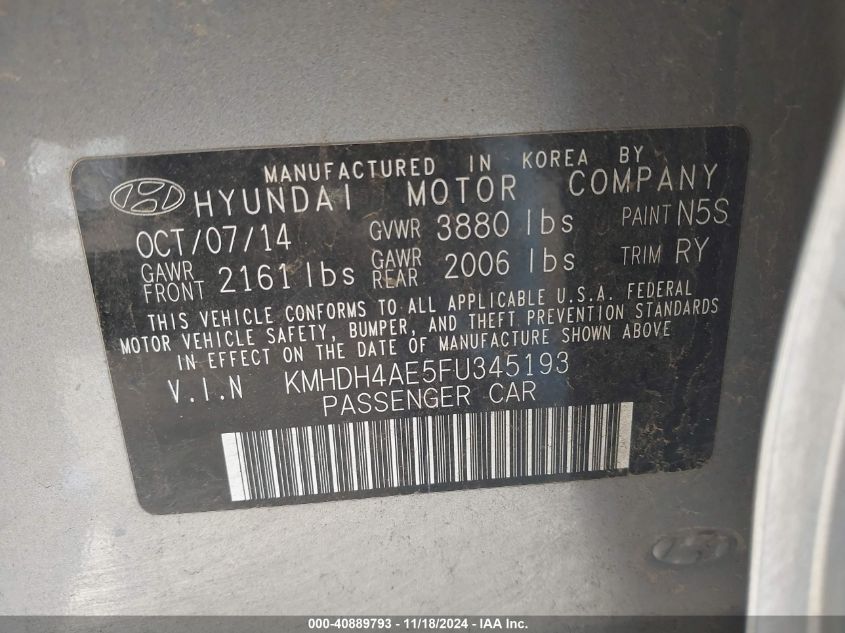 MANUFACTURED IN KOREA BY
HYUNDAI MOTOR COMPANY
OCT/07/14 GVWR 3880 lbs PAINT N5S
GAWR FRONT 2161 lbs GAWR REAR 2006 lbs TRIM RY
THIS VEHICLE CONFORMS TO ALL APPLICABLE U.S.A. FEDERAL
MOTOR VEHICLE SAFETY, BUMPER, AND THEFT PREVENTION STANDARDS
IN EFFECT ON THE DATE OF MANUFACTURE SHOWN ABOVE
V.I.N KMHDH4AE5FU345193
PASSENGER CAR
000-40889793 - 11/18/2024 - IAA Inc.